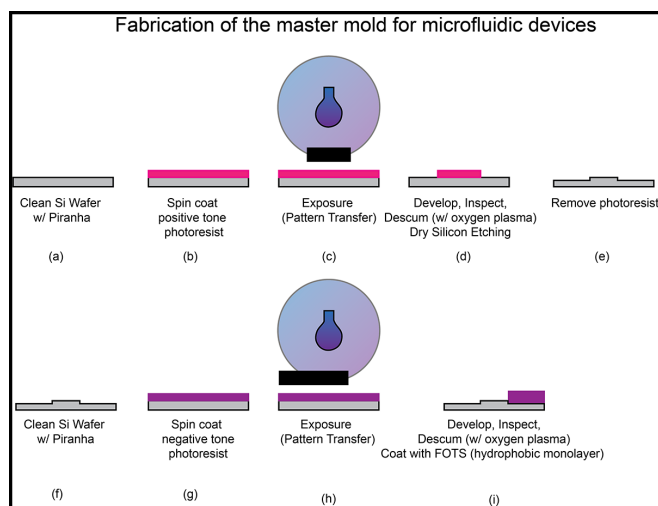 Fabrication of the master mold for microfluidic devices
Clean Si Wafer
w/ Piranha
(a)
Spin coat
positive tone
photoresist
(b)
Exposure
(Pattern Transfer)
(c)
Develop, Inspect,
Descum (w/ oxygen plasma)
Dry Silicon Etching
(d)
Remove photoresist
(e)
Clean Si Wafer
w/ Piranha
(f)
Spin coat
negative tone
photoresist
(g)
Exposure
(Pattern Transfer)
(h)
Develop, Inspect,
Descum (w/ oxygen plasma)
Coat with FOTS (hydrophobic monolayer)
(i)